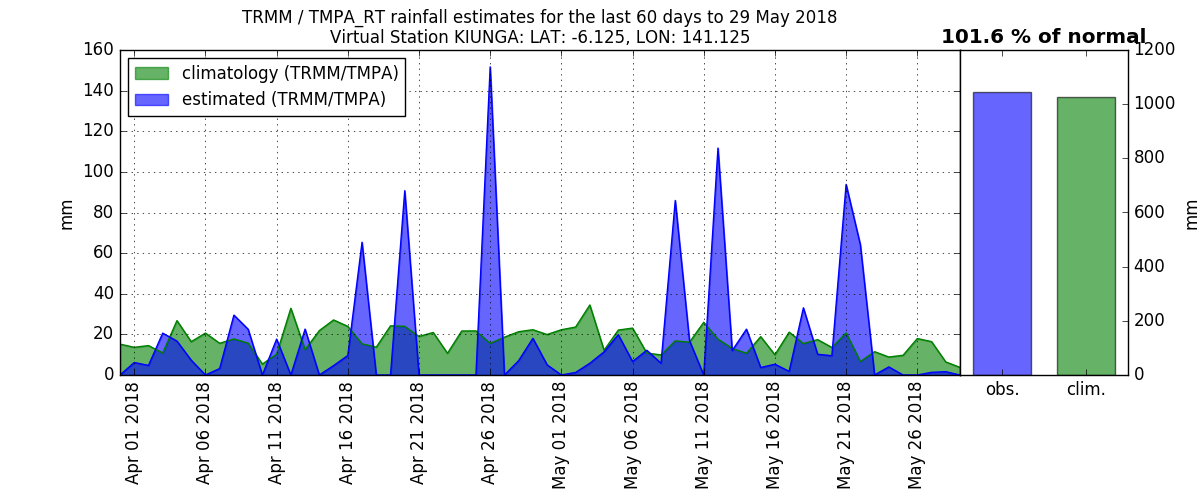 TRMM / TMPA_RT rainfall estimates for the last 60 days to 29 May 2018
Virtual Station KIUNGA: LAT: -6.125, LON: 141.125
101.6 % of normal
climatology (TRMM/TMPA)
estimated (TRMM/TMPA)
160
140
120
100
80
60
40
20
0
mm
Apr 01 2018
Apr 06 2018
Apr 11 2018
Apr 16 2018
Apr 21 2018
Apr 26 2018
May 01 2018
May 06 2018
May 11 2018
May 16 2018
May 21 2018
May 26 2018
1200
1000
800
600
400
200
0
mm
obs.
clim.